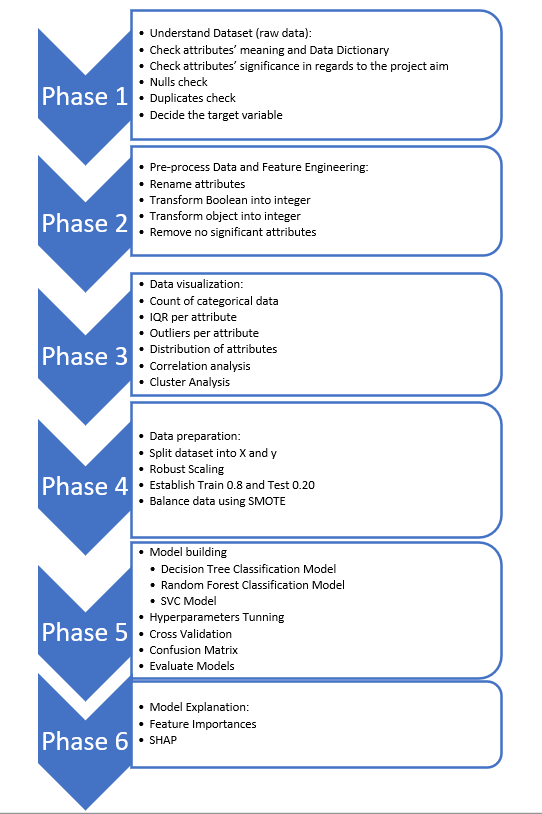 Phase 1
• Understand Dataset (raw data):
• Check attributes’ meaning and Data Dictionary
• Check attributes’ significance in regards to the project aim
• Nulls check
• Duplicates check
• Decide the target variable
Phase 2
• Pre-process Data and Feature Engineering:
• Rename attributes
• Transform Boolean into integer
• Transform object into integer
• Remove no significant attributes
Phase 3
• Data visualization:
• Count of categorical data
• IQR per attribute
• Outliers per attribute
• Distribution of attributes
• Correlation analysis
• Cluster Analysis
Phase 4
• Data preparation:
• Split dataset into X and y
• Robust Scaling
• Establish Train 0.8 and Test 0.20
• Balance data using SMOTE
Phase 5
• Model building
• Decision Tree Classification Model
• Random Forest Classification Model
• SVC Model
• Hyperparameters Tunning
• Cross Validation
• Confusion Matrix
• Evaluate Models
Phase 6
• Model Explanation:
• Feature Importances
• SHAP